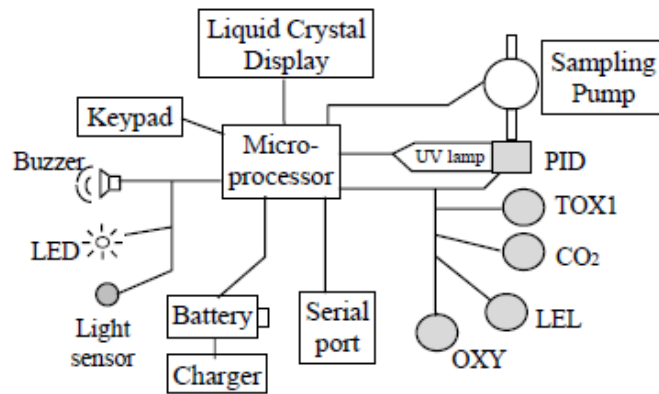 Liquid Crystal
Display
Sampling
Pump
Keypad
Micro-
processor
UV lamp
PID
Buzzer
TOX1
LED
CO₂
Light
sensor
Battery
Serial
port
LEL
OXY
Charger